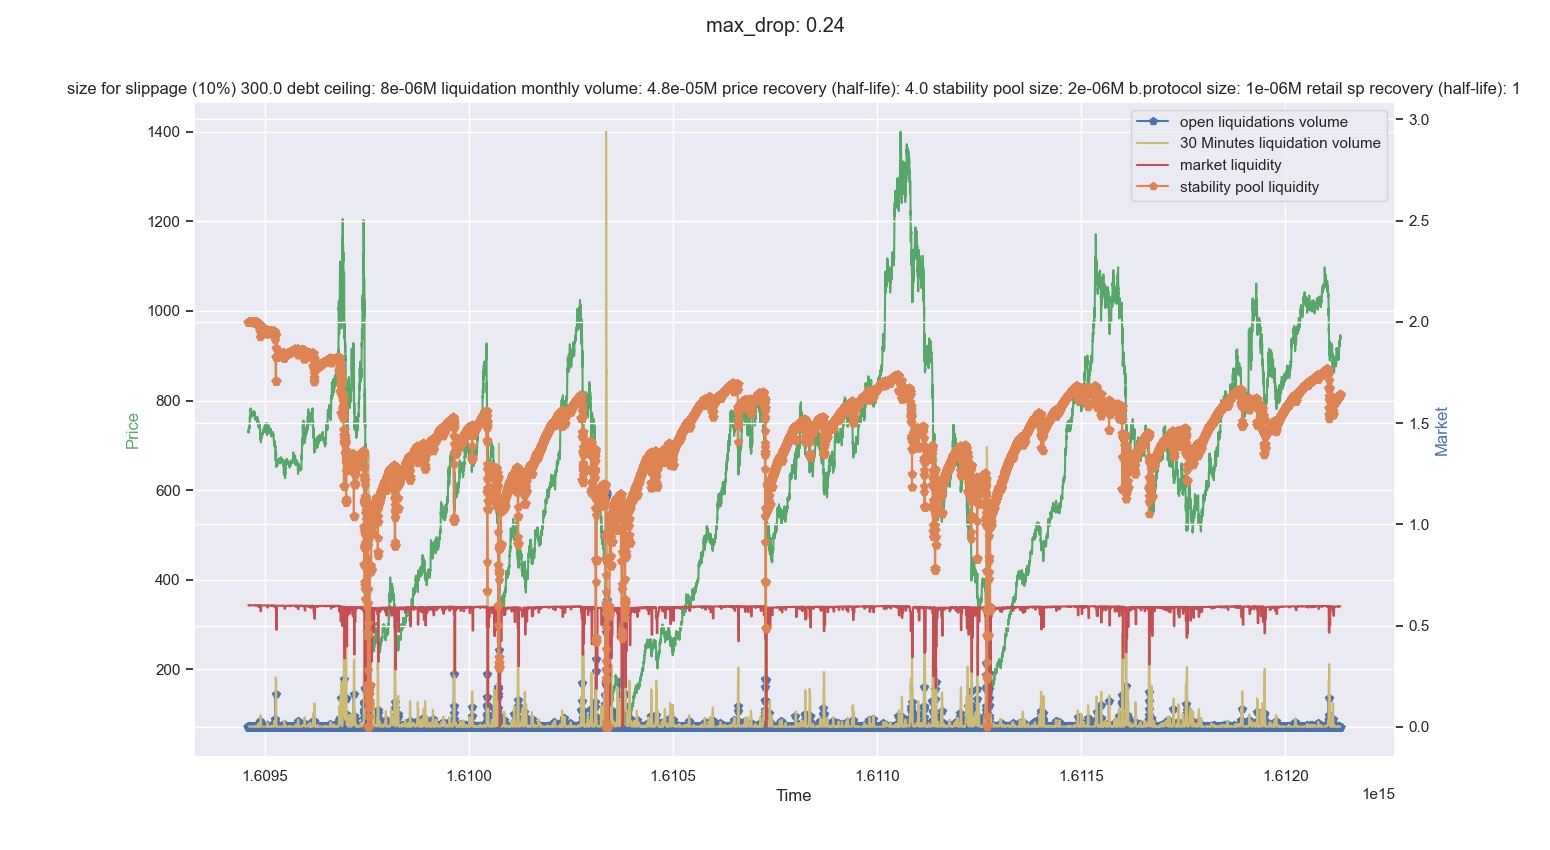 max_drop: 0.24
size for slippage (10%) 300.0 debt ceiling: 8e-06M liquidation monthly volume: 4.8e-05M price recovery (half-life): 4.0 stability pool size: 2e-06M b.protocol size: 1e-06M retail sp recovery (half-life): 1
open liquidations volume
30 Minutes liquidation volume
market liquidity
stability pool liquidity
1400
1200
1000
800
600
400
200
Price
3.0
2.5
2.0
1.5
1.0
0.5
0.0
Market
1.6095 1.6100 1.6105 1.6110 1.6115 1.6120
1e15
Time